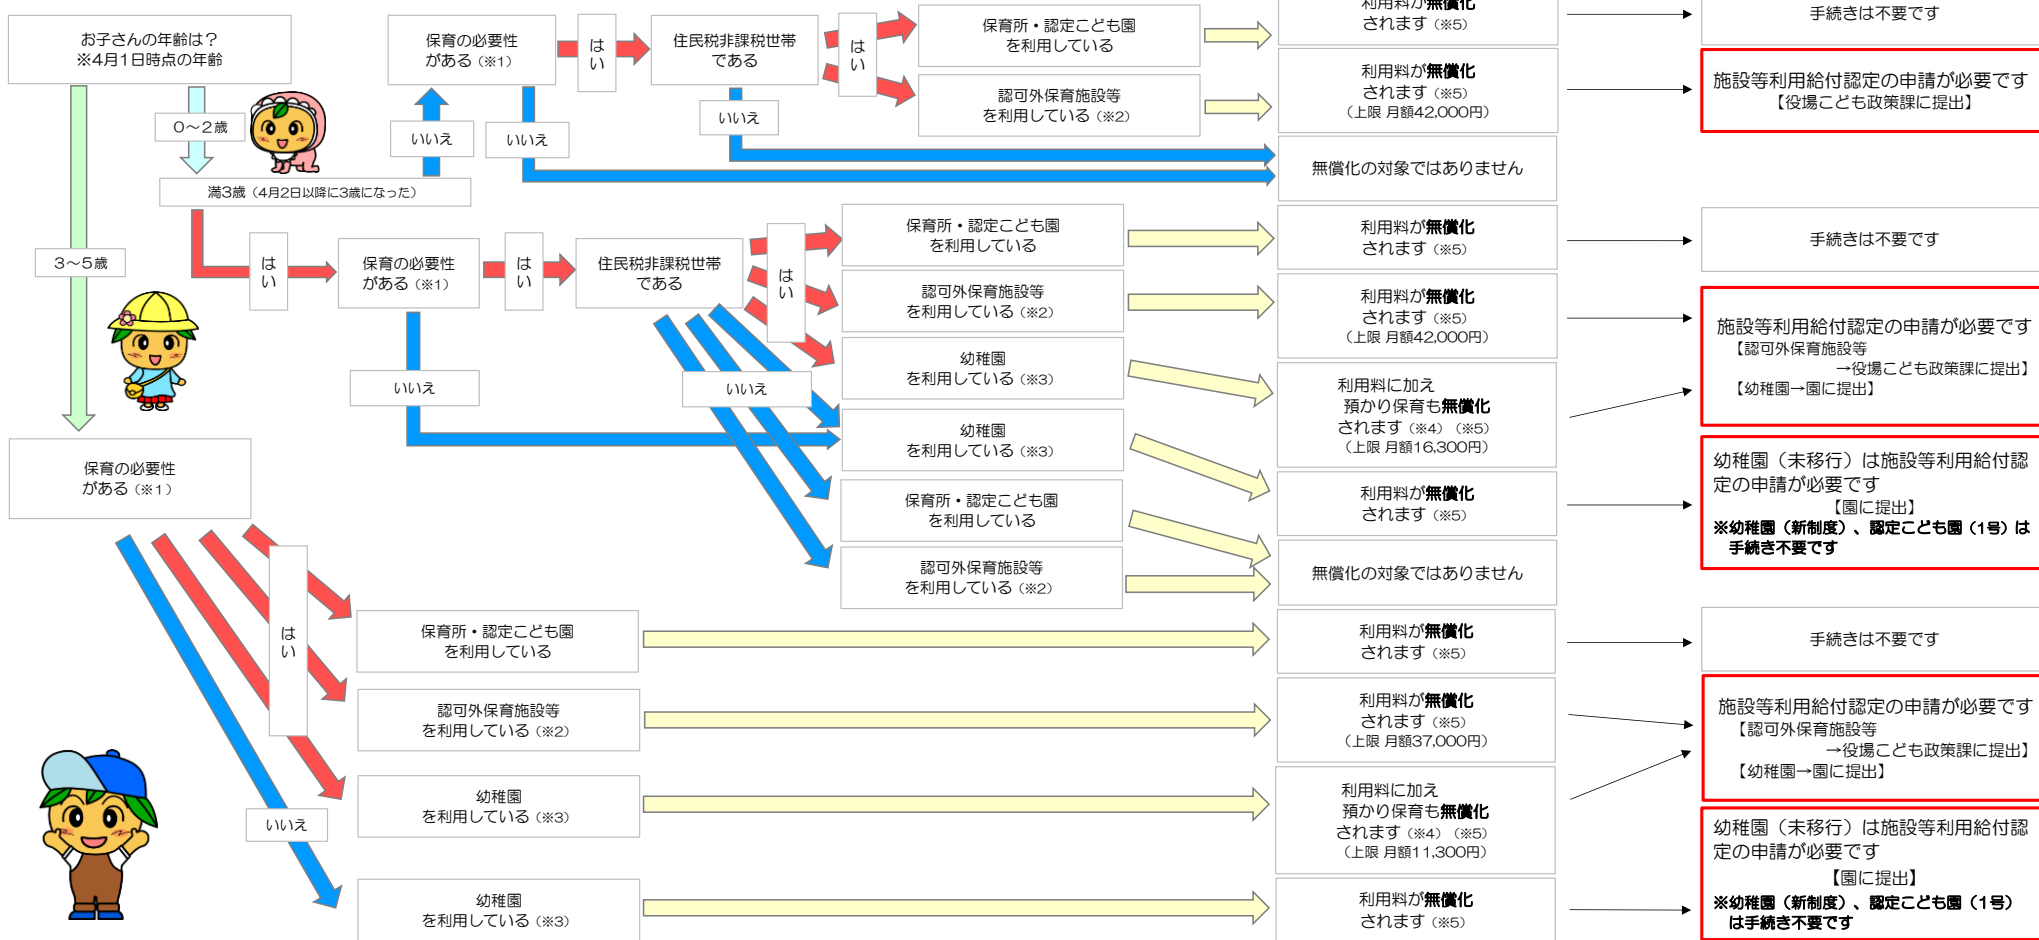 お子さんの年齢は？
※4月1日時点の年齢
0～2歳
満3歳（4月2日以降に3歳になった）
3～5歳
保育の必要性
がある（※1）
はい
いいえ
いいえ
住民税非課税世帯
である
はい
いいえ
保育所・認定こども園
を利用している
認可外保育施設等
を利用している（※2）
利用料が無償化
されます（※5）
手続きは不要です
利用料が無償化
されます（※5）
（上限 月額42,000円）
施設等利用給付認定の申請が必要です
【役場こども政策課に提出】
無償化の対象ではありません
はい
保育の必要性
がある（※1）
はい
いいえ
住民税非課税世帯
である
はい
いいえ
保育所・認定こども園
を利用している
認可外保育施設等
を利用している（※2）
幼稚園
を利用している（※3）
幼稚園
を利用している（※3）
保育所・認定こども園
を利用している
認可外保育施設等
を利用している（※2）
利用料が無償化
されます（※5）
手続きは不要です
利用料が無償化
されます（※5）
（上限 月額42,000円）
利用料に加え
預かり保育も無償化
されます（※4）（※5）
（上限 月額16,300円）
施設等利用給付認定の申請が必要です
【認可外保育施設等
→役場こども政策課に提出】
【幼稚園→園に提出】
利用料が無償化
されます（※5）
幼稚園（未移行）は施設等利用給付認
定の申請が必要です
【園に提出】
※幼稚園（新制度）、認定こども園（1号）は
手続き不要です
無償化の対象ではありません
保育の必要性
がある（※1）
はい
いいえ
保育所・認定こども園
を利用している
認可外保育施設等
を利用している（※2）
幼稚園
を利用している（※3）
幼稚園
を利用している（※3）
利用料が無償化
されます（※5）
手続きは不要です
利用料が無償化
されます（※5）
（上限 月額37,000円）
利用料に加え
預かり保育も無償化
されます（※4）（※5）
（上限 月額11,300円）
施設等利用給付認定の申請が必要です
【認可外保育施設等
→役場こども政策課に提出】
【幼稚園→園に提出】
利用料が無償化
されます（※5）
幼稚園（未移行）は施設等利用給付認
定の申請が必要です
【園に提出】
※幼稚園（新制度）、認定こども園（1号）
は手続き不要です